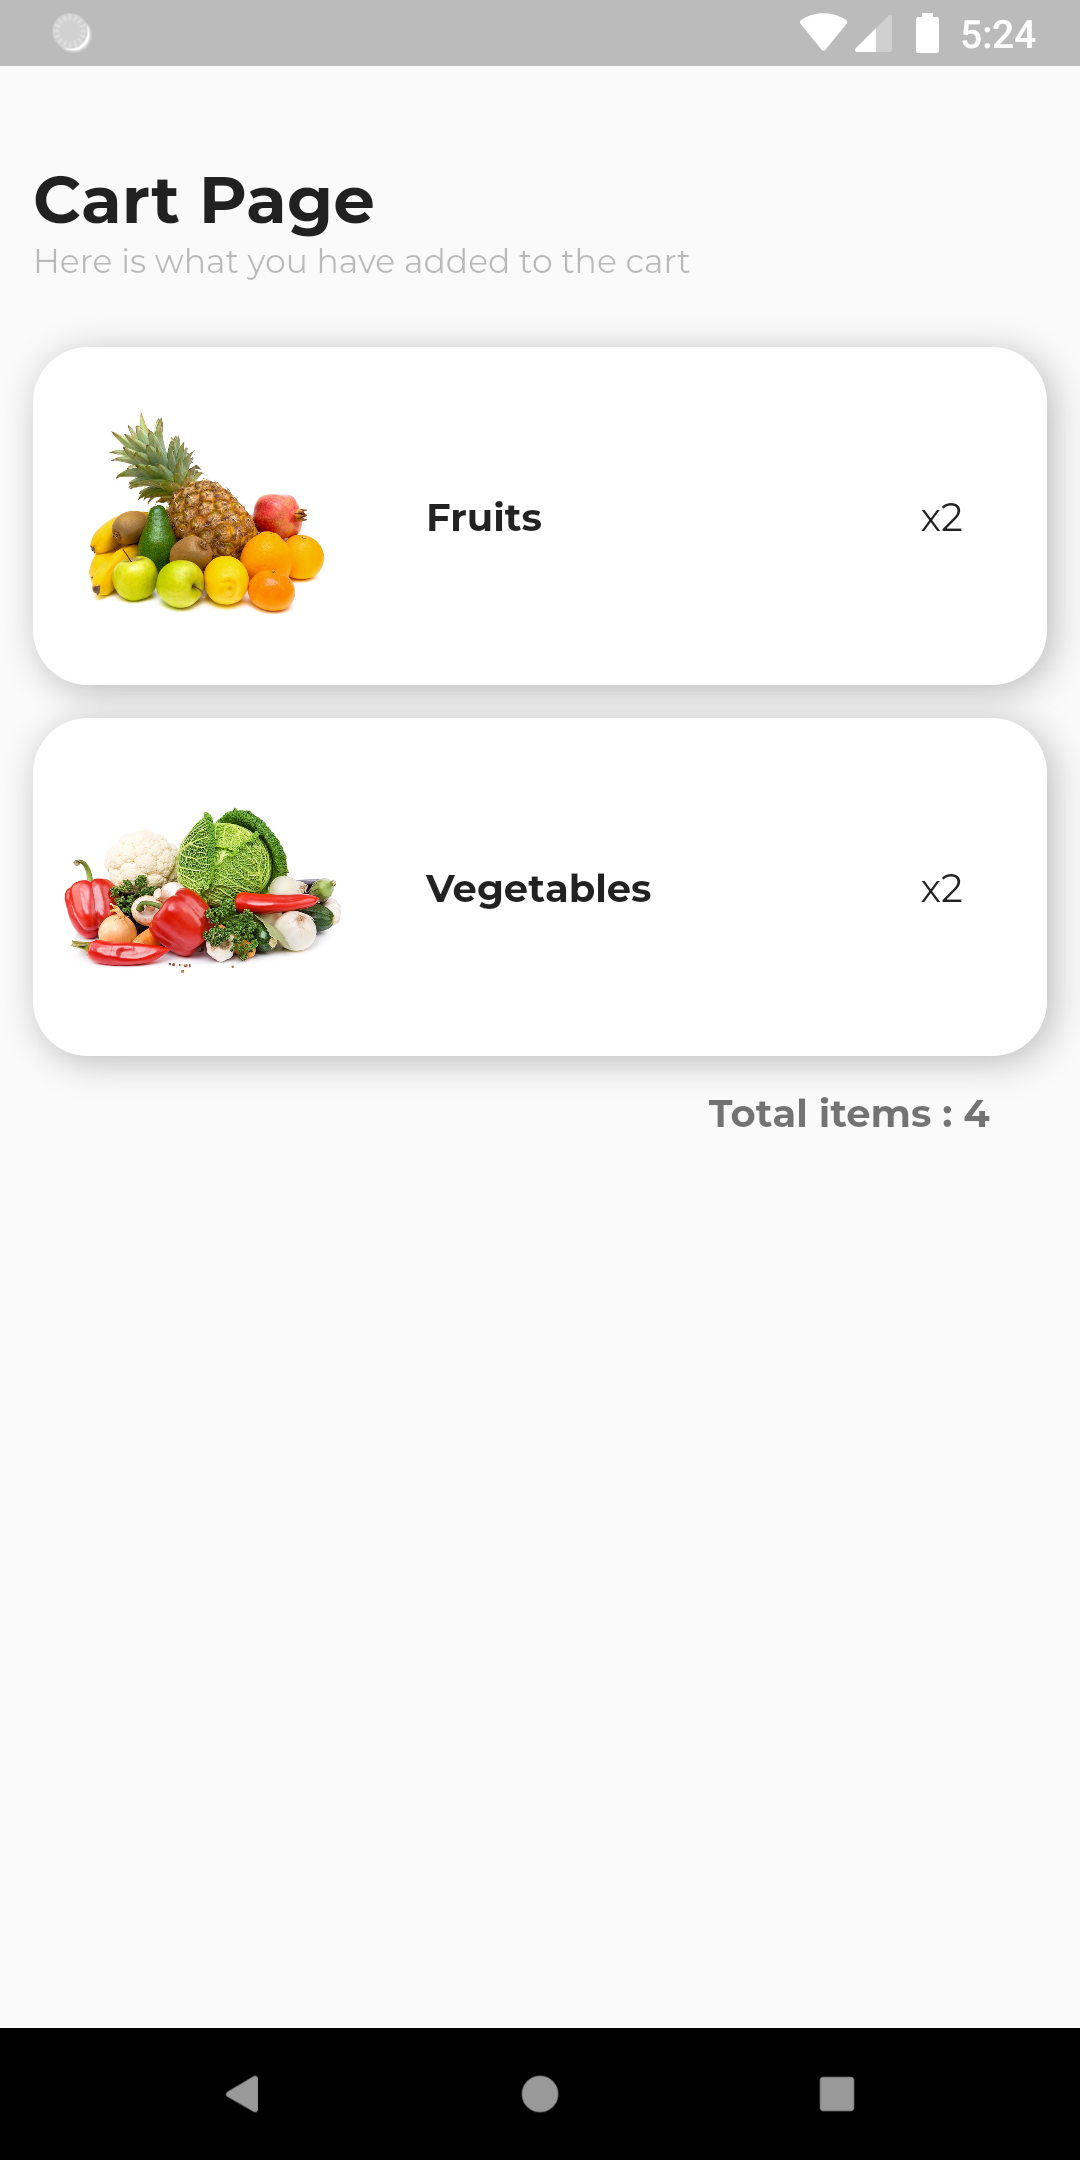 5:24
Cart Page
Here is what you have added to the cart
Fruits x2
Vegetables x2
Total items : 4